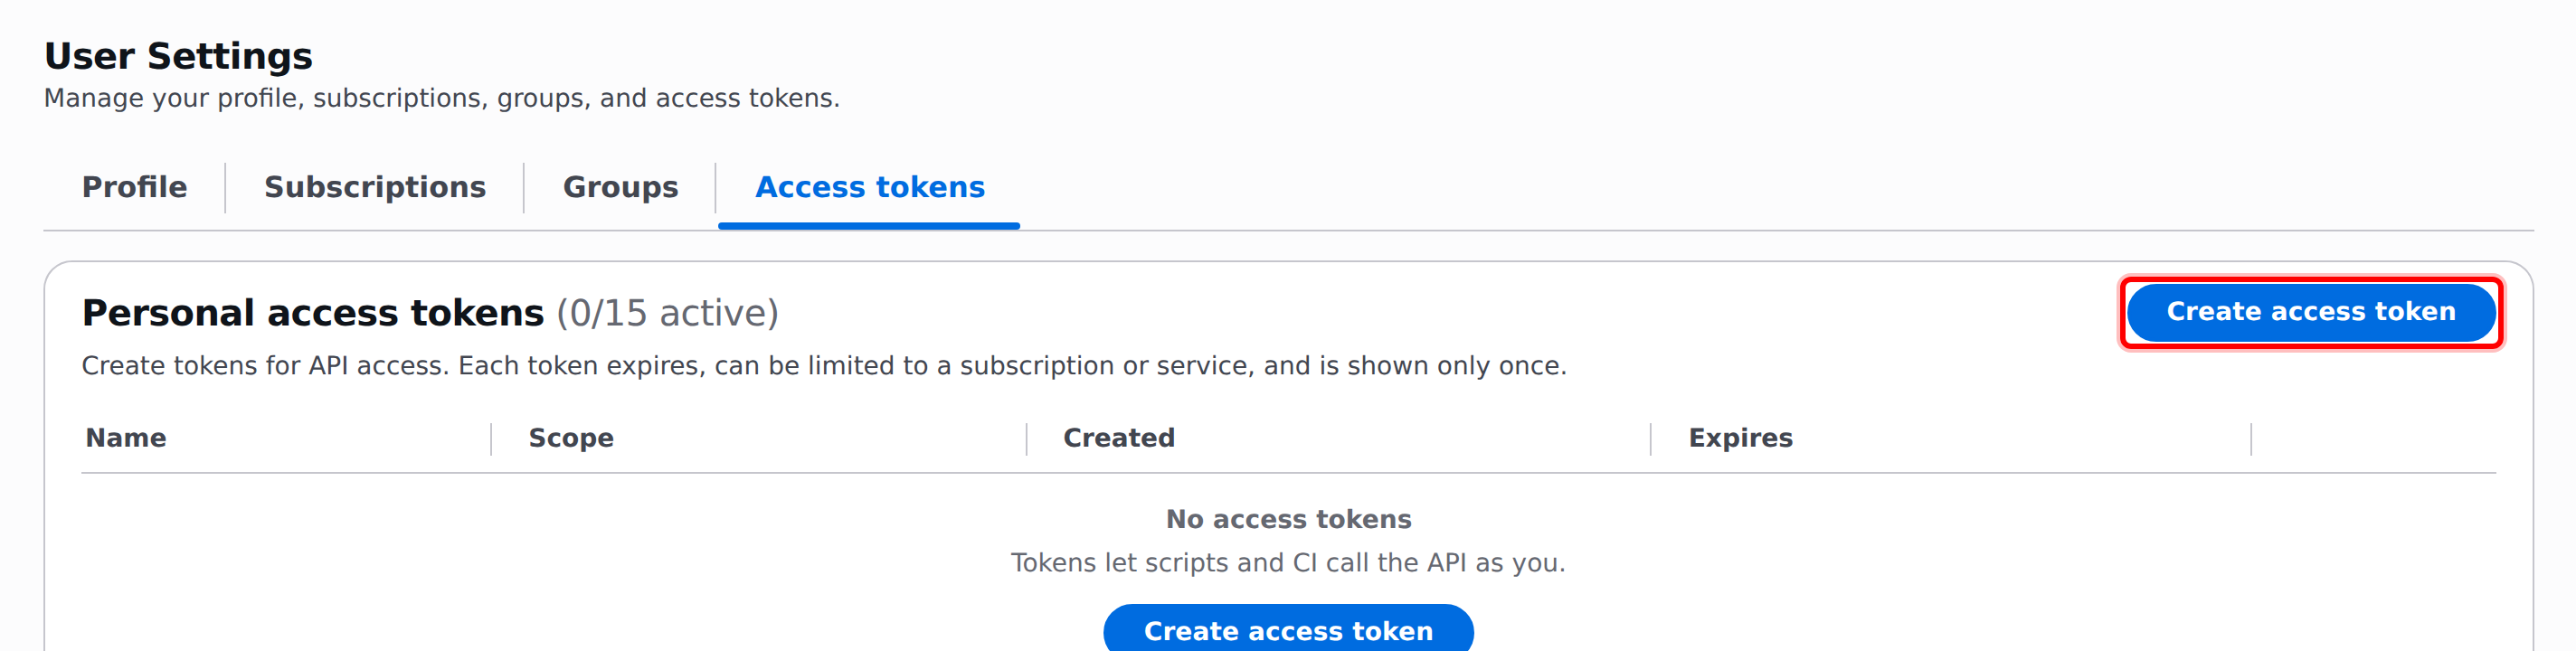 User Settings
Manage your profile, subscriptions, groups, and access tokens.
Profile
Subscriptions
Groups
Access tokens
Personal access tokens (0/15 active)
Create access token
Create tokens for API access. Each token expires, can be limited to a subscription or service, and is shown only once.
Name
Scope
Created
Expires
No access tokens
Tokens let scripts and CI call the API as you.
Create access token